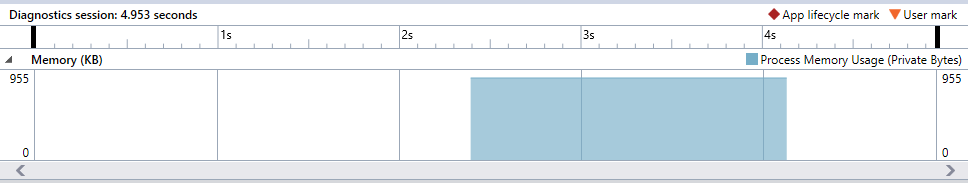 Diagnostics session: 4.953 seconds App lifecycle mark User mark
1s 2s 3s 4s
Memory (KB) Process Memory Usage (Private Bytes)
955 955
0 0